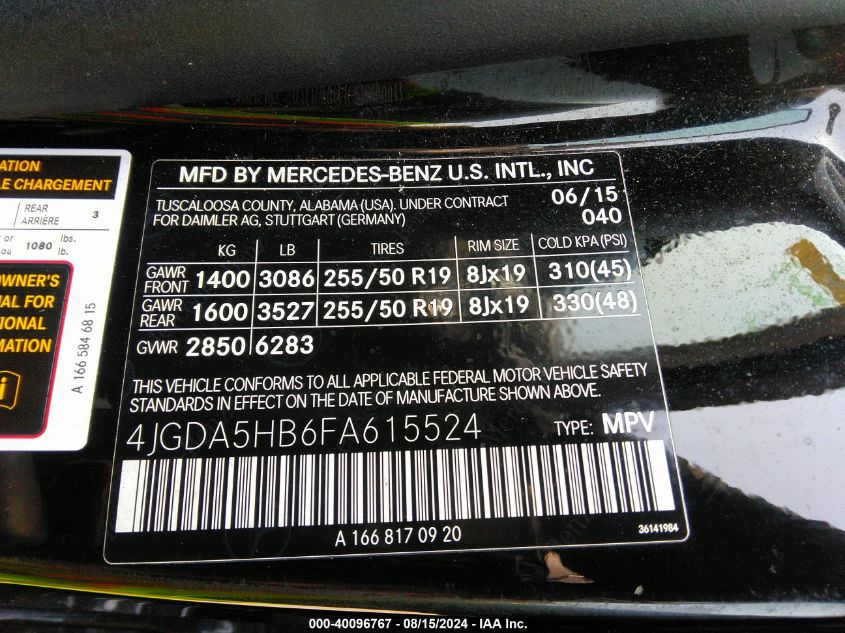 ATION
LE CHARGEMENT
REAR
ARRIÈRE 3
or 1080 lbs.
ou lb.
OWNER'S
AL FOR
TIONAL
MATION
i
A 166 584 68 15
MFD BY MERCEDES-BENZ U.S. INTL., INC
TUSCALOOSA COUNTY, ALABAMA (USA). UNDER CONTRACT 06/15
FOR DAIMLER AG, STUTTGART (GERMANY) 040
KG LB TIRES RIM SIZE COLD KPA(PSI)
GAWR FRONT 1400 3086 255/50 R19 8Jx19 310(45)
GAWR REAR 1600 3527 255/50 R19 8Jx19 330(48)
GVWR 2850 6283
THIS VEHICLE CONFORMS TO ALL APPLICABLE FEDERAL MOTOR VEHICLE SAFETY
STANDARDS IN EFFECT ON THE DATE OF MANUFACTURE SHOWN ABOVE.
4JGDA5HB6FA615524 TYPE: MPV
A 166 817 09 20
36141984
000-40096767 - 08/15/2024 - IAA Inc.